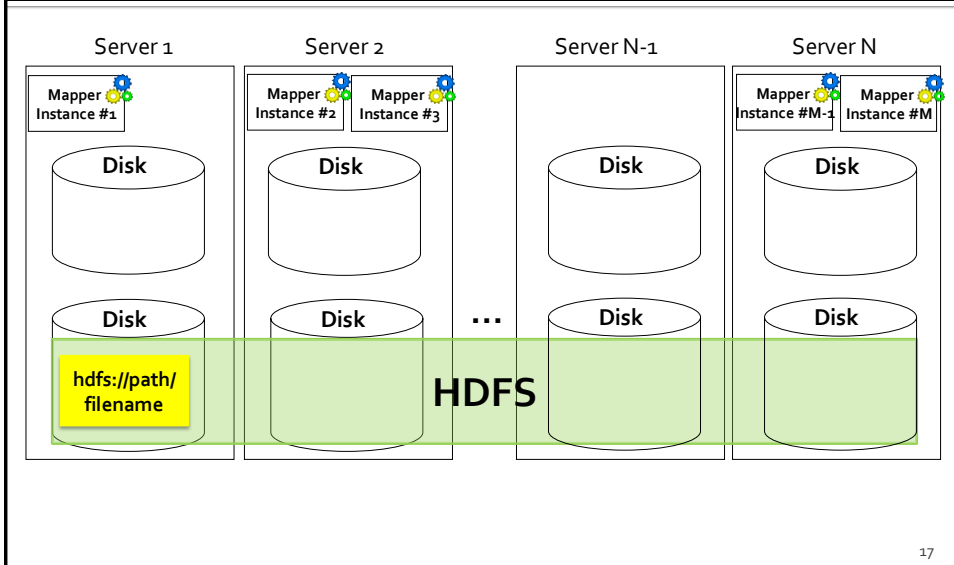 Server 1
Server 2
Server N-1
Server N
Mapper
Instance #1
Mapper
Instance #2
Mapper
Instance #3
Mapper
Instance #M-1
Mapper
Instance #M
Disk
Disk
Disk
Disk
Disk
Disk
...
Disk
Disk
hdfs://path/
filename
HDFS
17